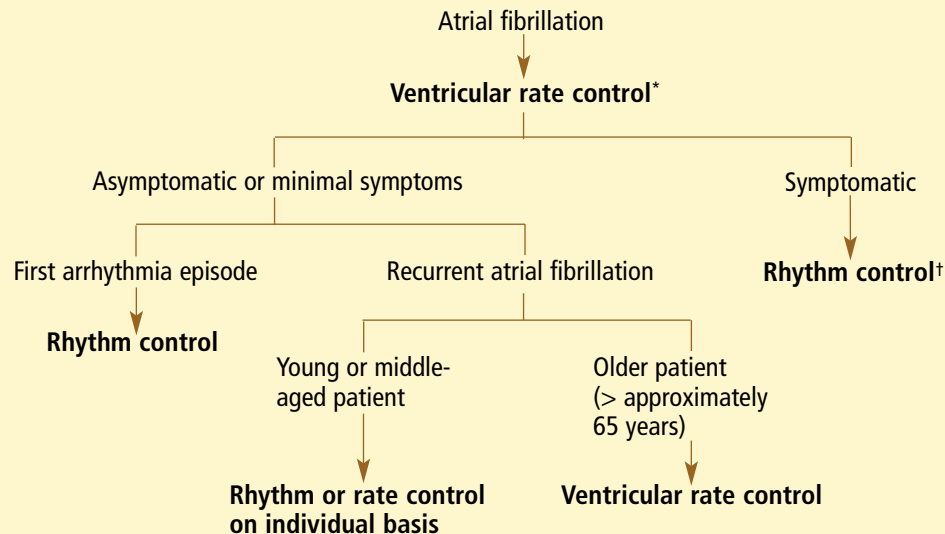 Atrial fibrillation
Ventricular rate control*
Asymptomatic or minimal symptoms
Symptomatic
First arrhythmia episode
Recurrent atrial fibrillation
Rhythm control†
Rhythm control
Young or middle-
aged patient
Older patient
(> approximately
65 years)
Rhythm or rate control
on individual basis
Ventricular rate control